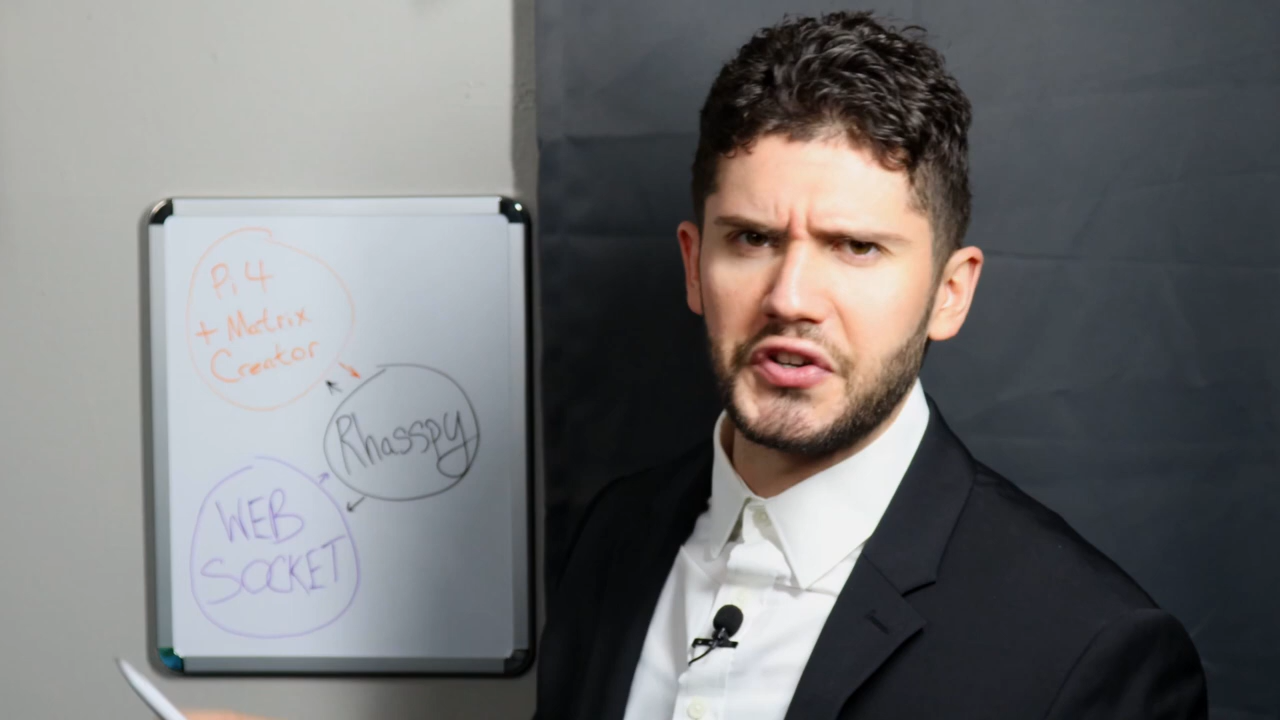 Pi 4
+ Matrix
Creator
Rhasspy
WEB
SOCKET